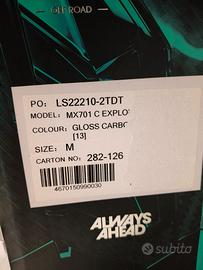 OFF ROAD
PO: LS22210-2TDT
MODEL: MX701 C EXPLO
COLOUR: GLOSS CARBO
[13]
SIZE: M
CARTON NO: 282-126
4670150990030
ALWAYS
AHEAD
Subito